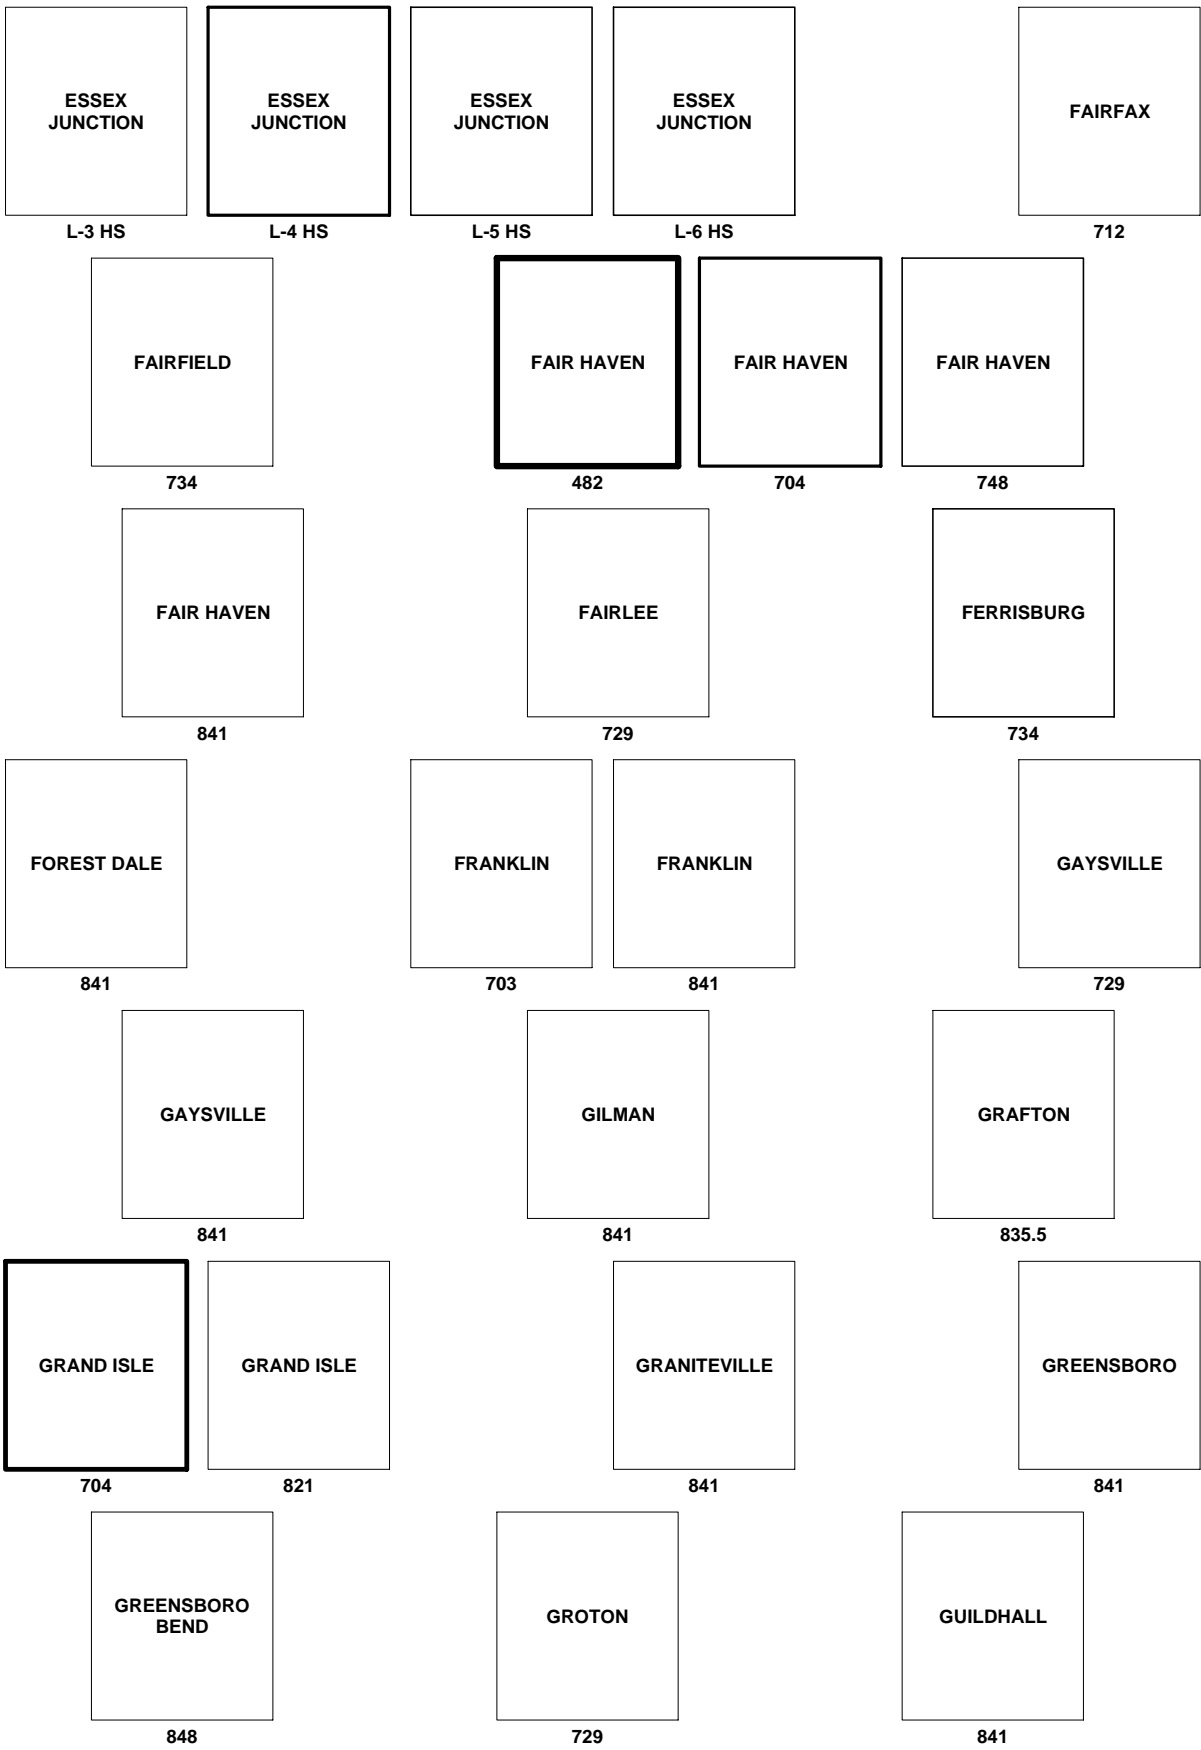 ESSEX
JUNCTION
ESSEX
JUNCTION
ESSEX
JUNCTION
ESSEX
JUNCTION
FAIRFAX
L-3 HS
L-4 HS
L-5 HS
L-6 HS
712
FAIRFIELD
FAIR HAVEN
FAIR HAVEN
FAIR HAVEN
734
482
704
748
FAIR HAVEN
FAIRLEE
FERRISBURG
841
729
734
FOREST DALE
FRANKLIN
FRANKLIN
GAYSVILLE
841
703
841
729
GAYSVILLE
GILMAN
GRAFTON
841
841
835.5
GRAND ISLE
GRAND ISLE
GRANITEVILLE
GREENSBORO
704
821
841
841
GREENSBORO
BEND
GROTON
GUILDHALL
848
729
841